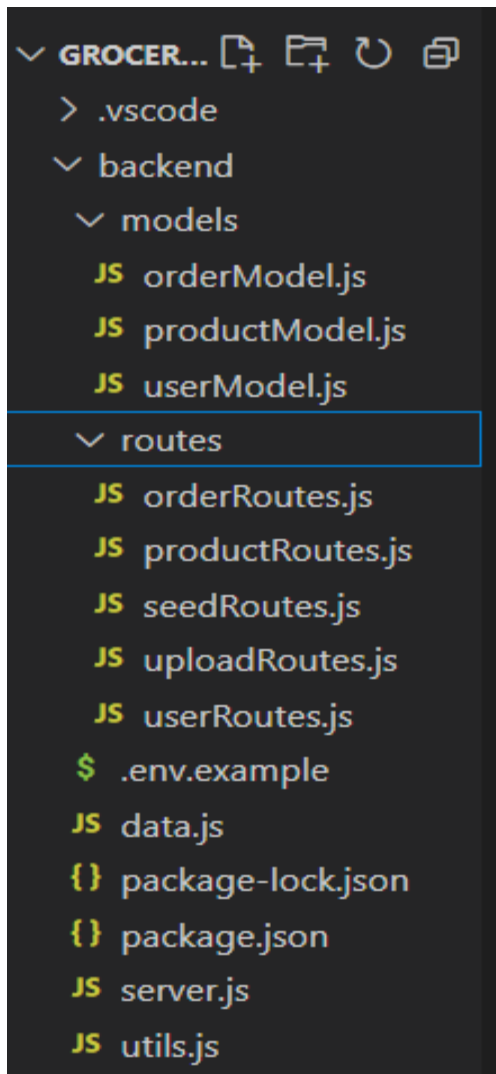 GROCER...
.vscode
backend
models
JS orderModel.js
JS productModel.js
JS userModel.js
routes
JS orderRoutes.js
JS productRoutes.js
JS seedRoutes.js
JS uploadRoutes.js
JS userRoutes.js
$ .env.example
JS data.js
{} package-lock.json
{} package.json
JS server.js
JS utils.js